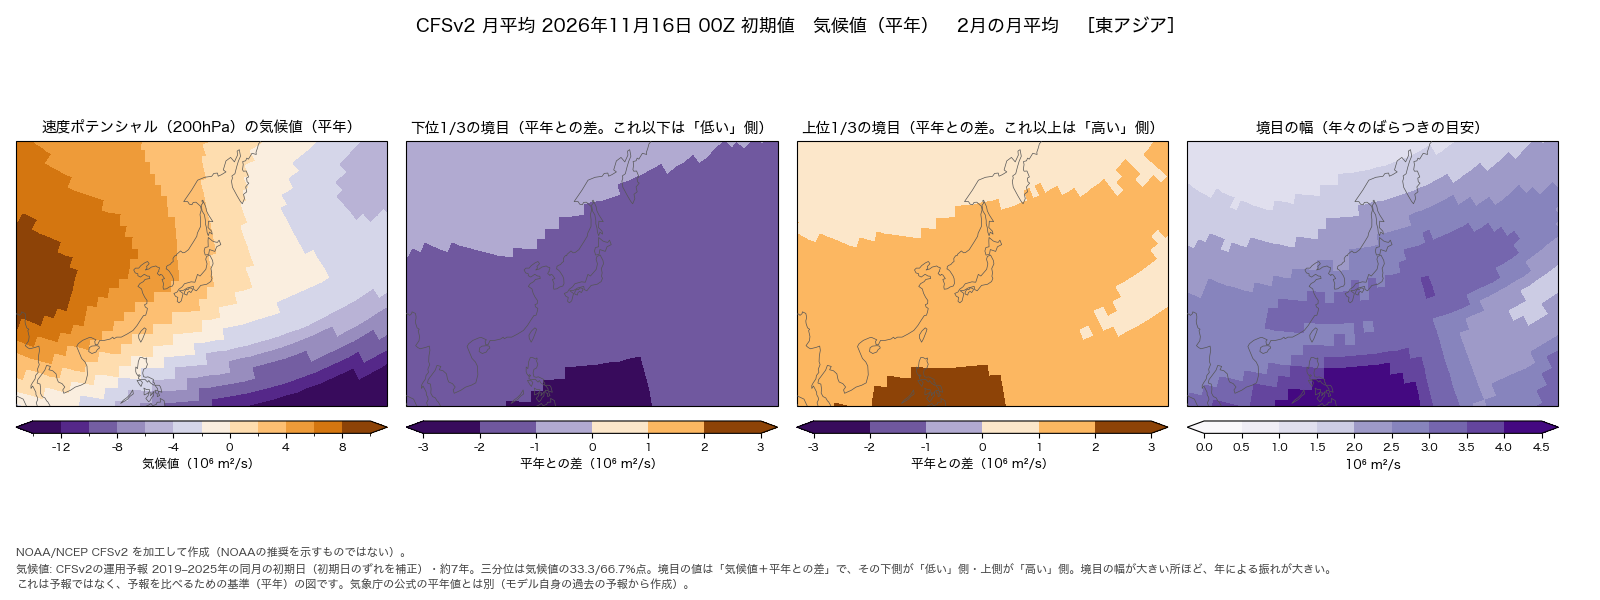 CFSv2 月平均 2026年11月16日 00Z 初期値　気候値（平年）　2月の月平均　［東アジア］
速度ポテンシャル（200hPa）の気候値（平年）
下位1/3の境目（平年との差。これ以下は「低い」側）
上位1/3の境目（平年との差。これ以上は「高い」側）
境目の幅（年々のばらつきの目安）
-12 -8 -4 0 4 8
気候値（10⁶ m²/s）
-3 -2 -1 0 1 2 3
平年との差（10⁶ m²/s）
-3 -2 -1 0 1 2 3
平年との差（10⁶ m²/s）
0.0 0.5 1.0 1.5 2.0 2.5 3.0 3.5 4.0 4.5
10⁶ m²/s
NOAA/NCEP CFSv2 を加工して作成（NOAAの推奨を示すものではない）。
気候値: CFSv2の運用予報 2019–2025年の同月の初期日（初期日のずれを補正）・約7年。三分位は気候値の33.3/66.7%点。境目の値は「気候値＋平年との差」で、その下側が「低い」側・上側が「高い」側。境目の幅が大きい所ほど、年による振れが大きい。
これは予報ではなく、予報を比べるための基準（平年）の図です。気象庁の公式の平年値とは別（モデル自身の過去の予報から作成）。